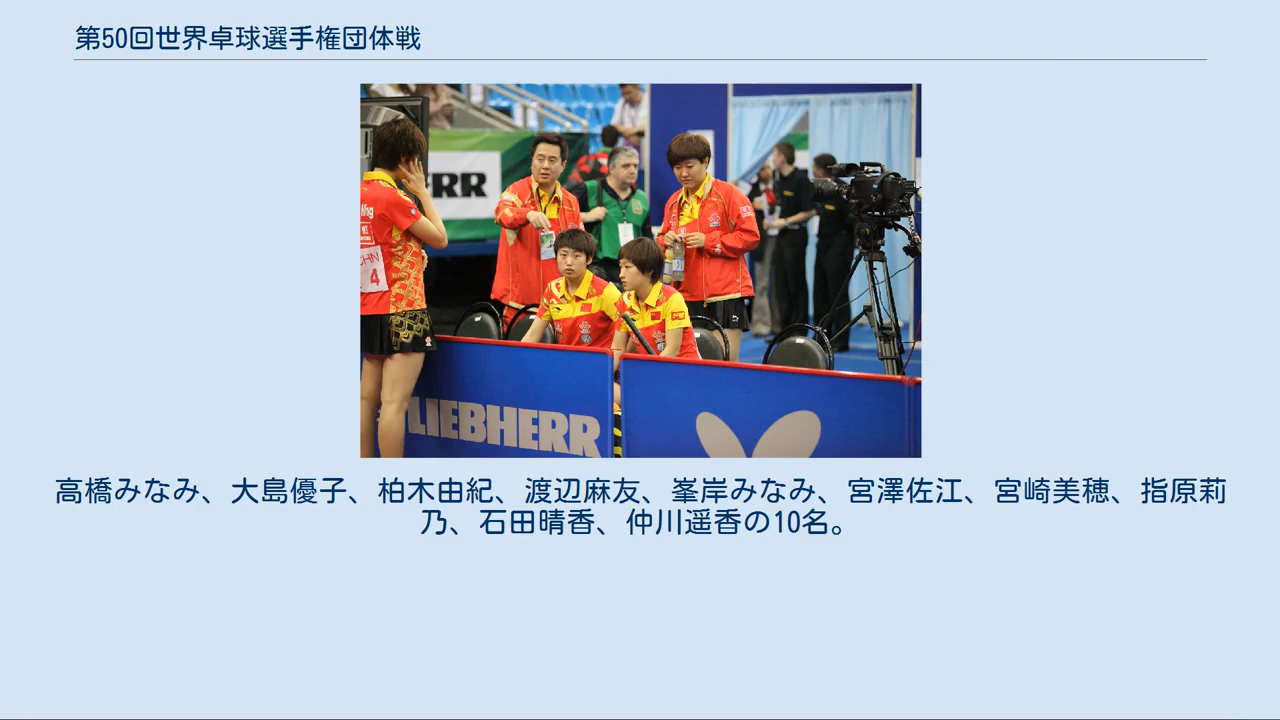 第50回世界卓球選手権団体戦
ERR
CHN
4
LIEBHERR
高橋みなみ、大島優子、柏木由紀、渡辺麻友、峯岸みなみ、宮澤佐江、宮崎美穂、指原莉
乃、石田晴香、仲川遥香の10名。